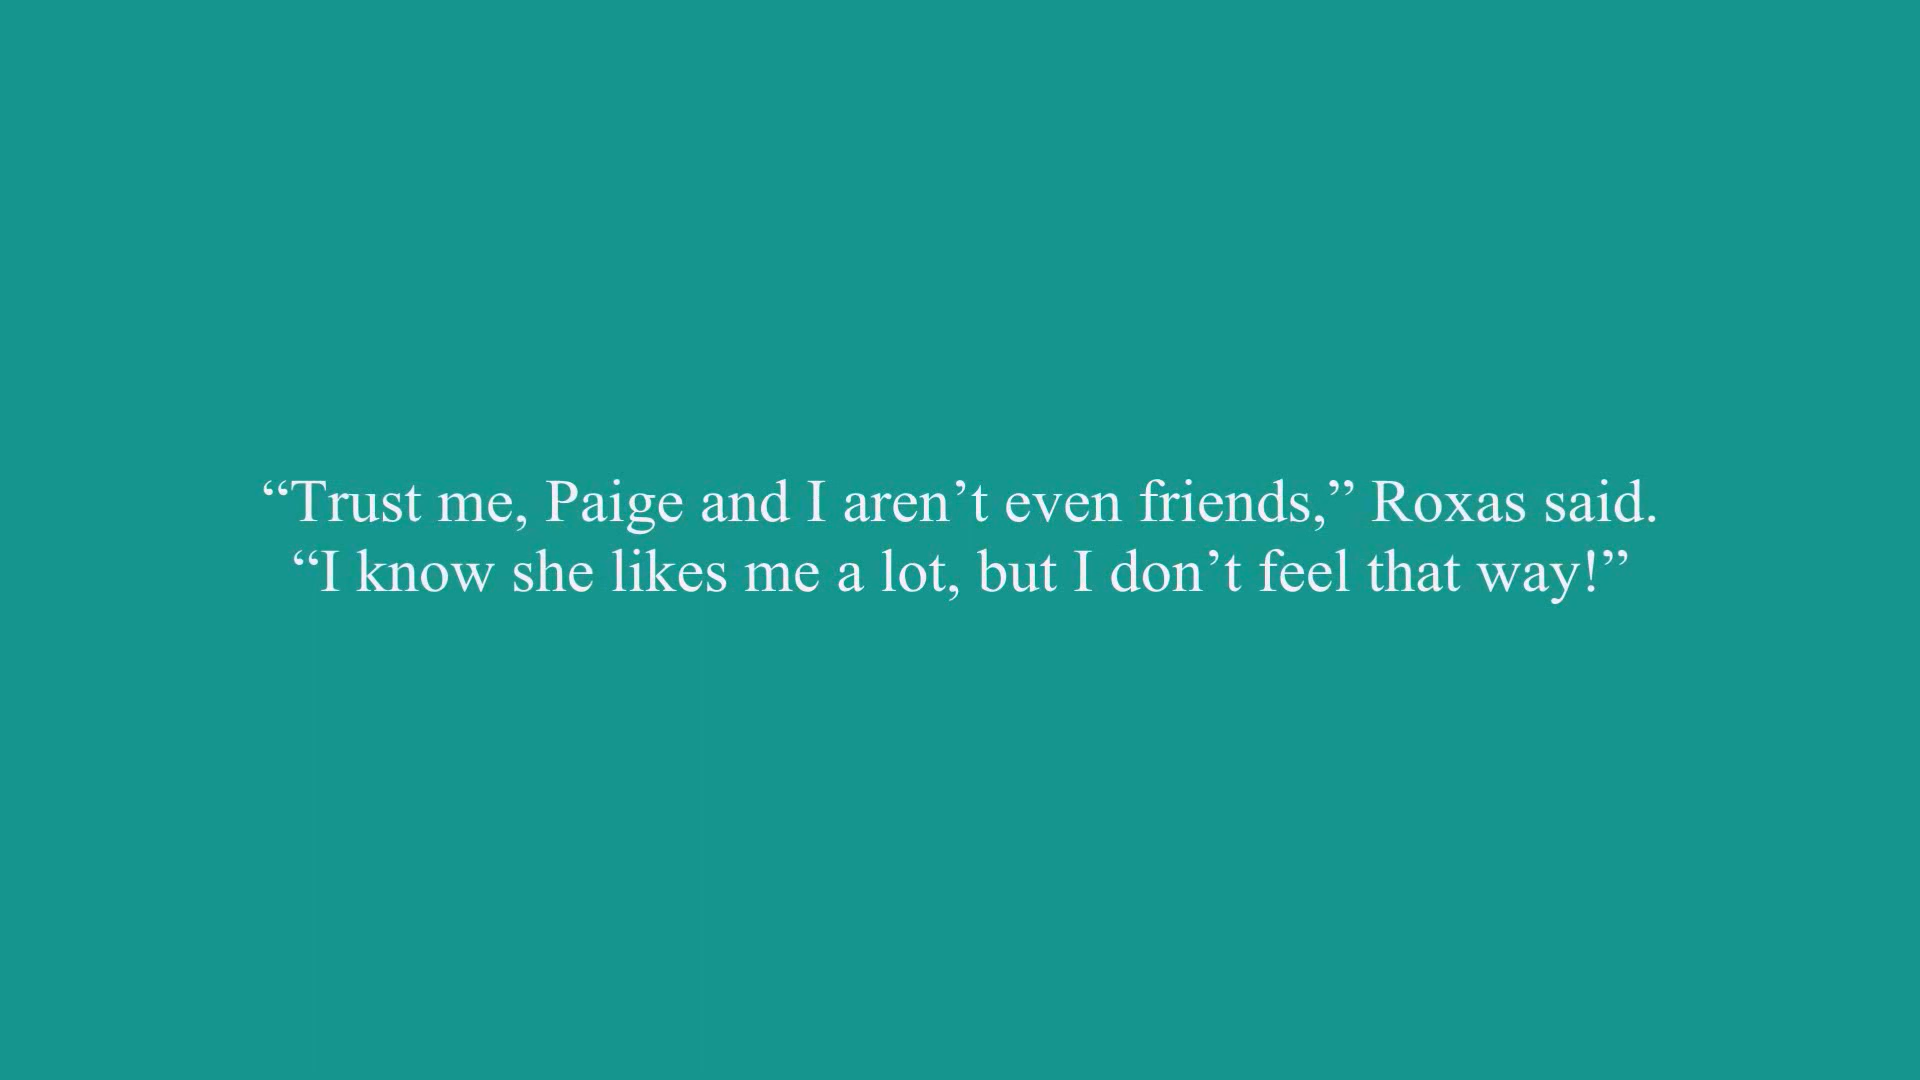 “Trust me, Paige and I aren’t even friends,” Roxas said.
“I know she likes me a lot, but I don’t feel that way!”